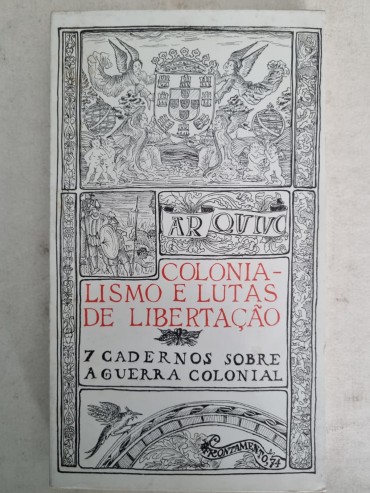 ARQUIVO
COLONIA-
LISMO E LUTAS
DE LIBERTAÇÃO
7 CADERNOS SOBRE
A GUERRA COLONIAL
AFRONTAMENTO, 74